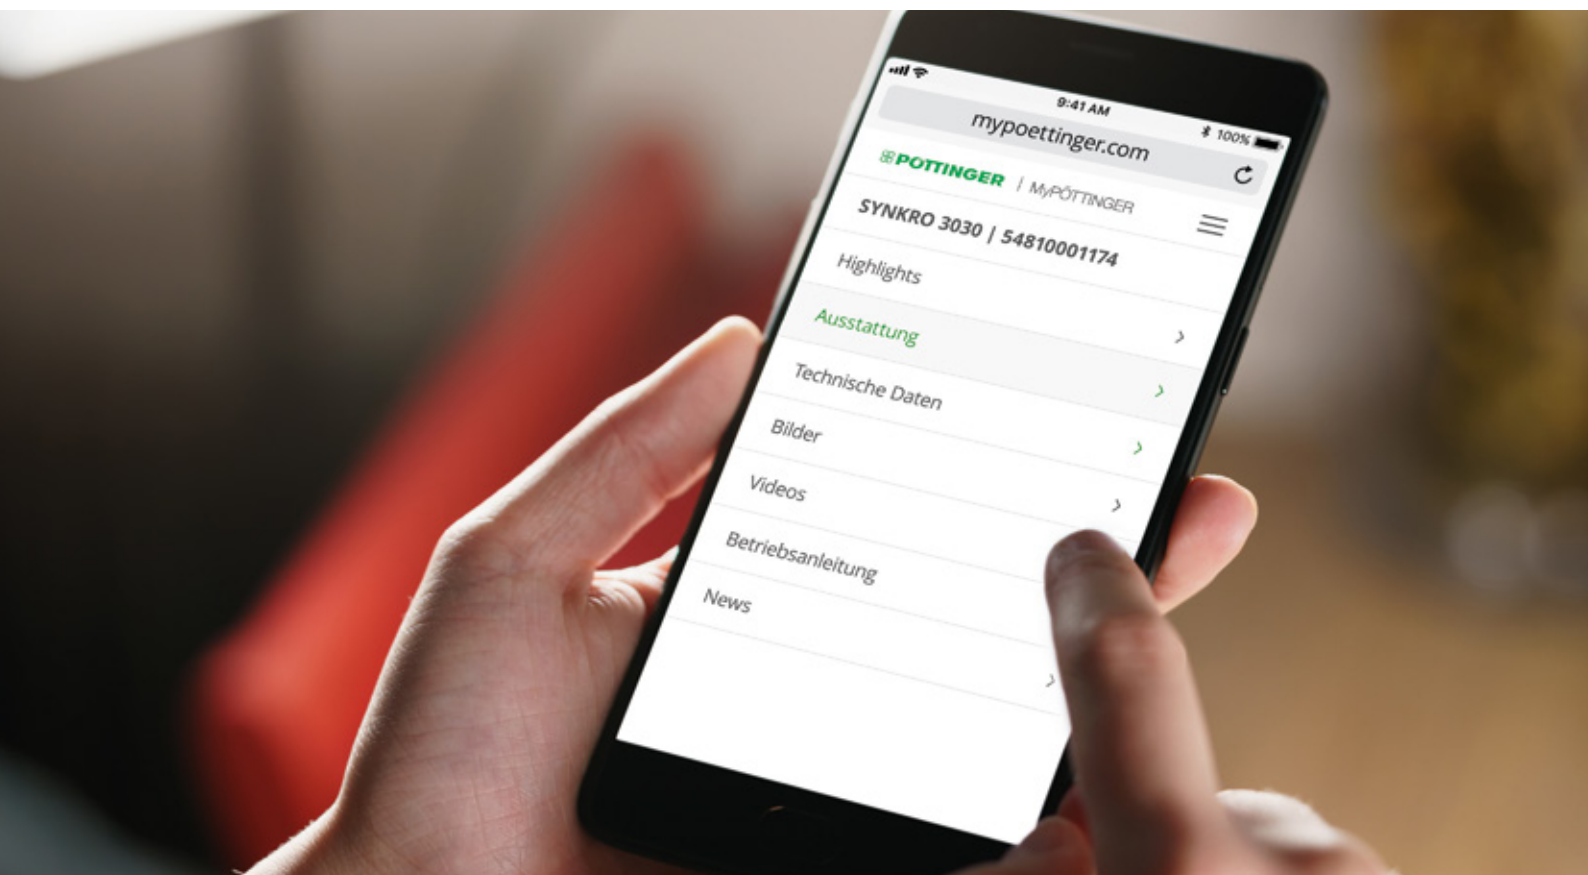 9:41 AM
100%
mypoettinger.com
PÖTTINGER | MyPÖTTINGER
SYNKRO 3030 | 54810001174
Highlights
Ausstattung
Technische Daten
Bilder
Videos
Betriebsanleitung
News